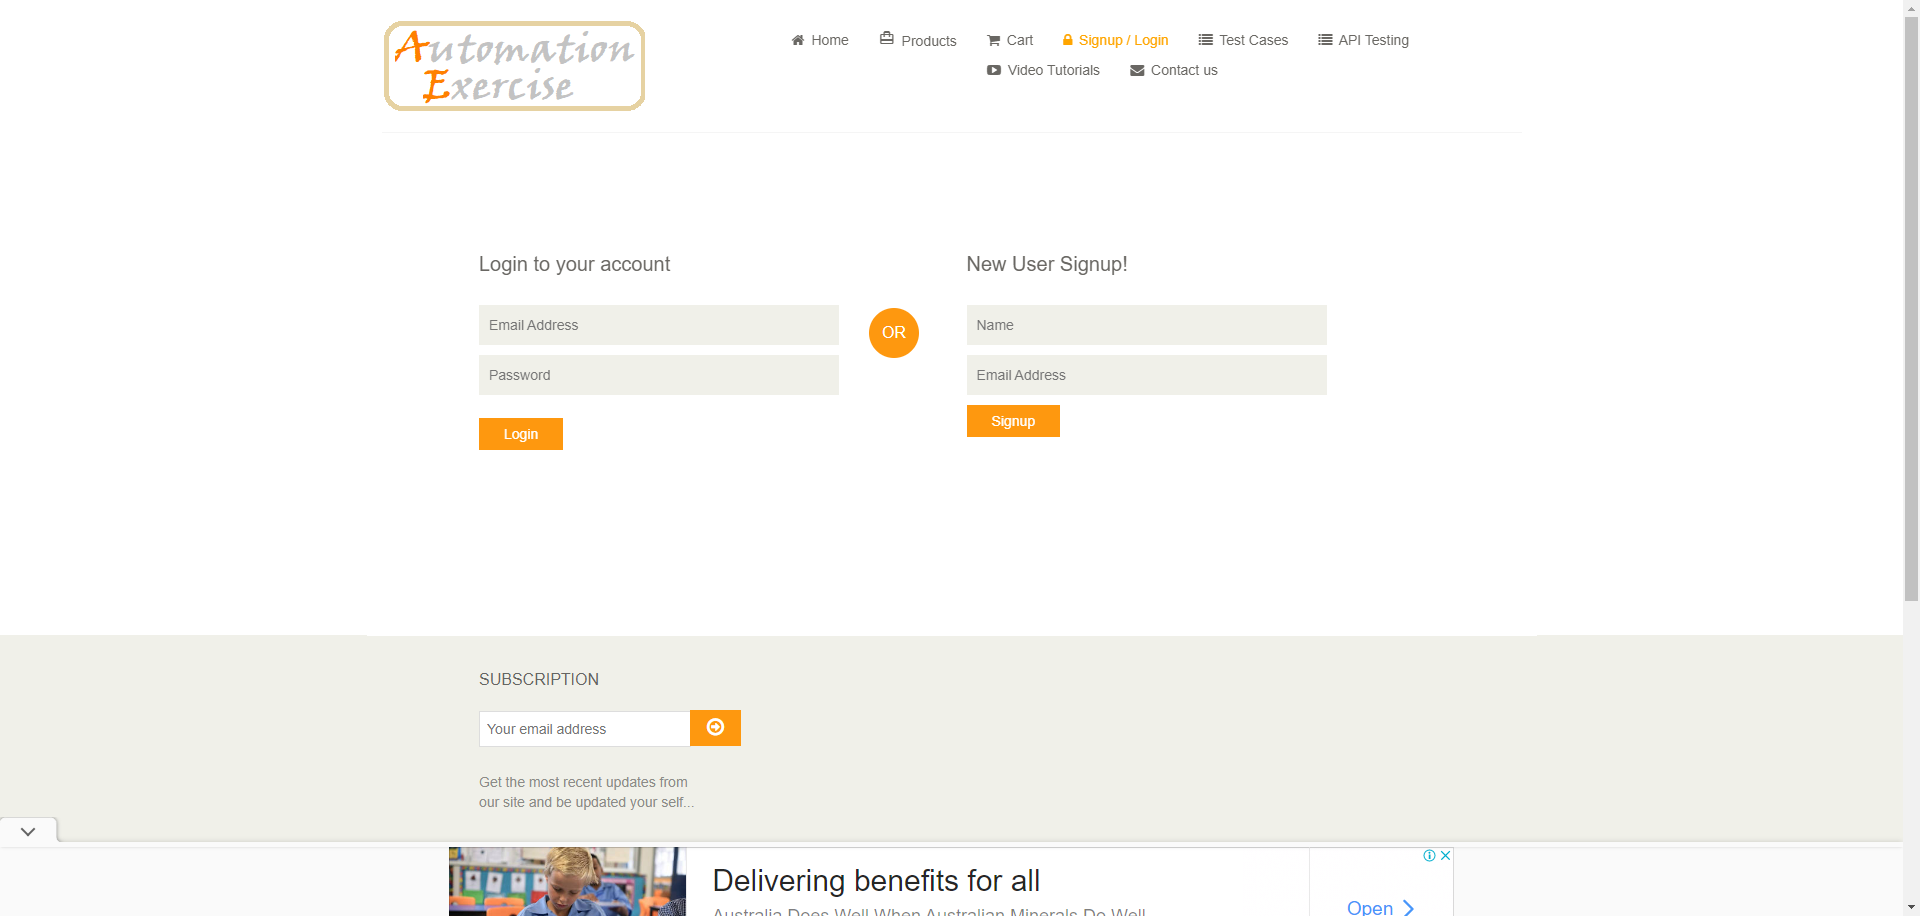 Automation
Exercise
Home
Products
Cart
Signup / Login
Test Cases
API Testing
Video Tutorials
Contact us
Login to your account
New User Signup!
Email Address
OR
Name
Password
Email Address
Login
Signup
SUBSCRIPTION
Your email address
Get the most recent updates from
our site and be updated your self...
Delivering benefits for all
Australia Does Well When Australian Minerals Do Well
Open